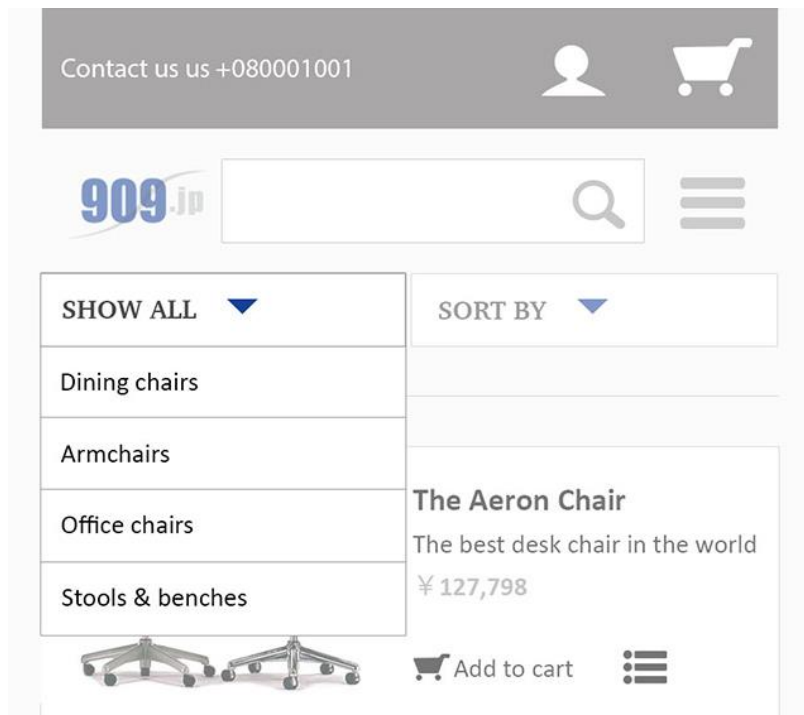 Contact us us +080001001
909.jp
SHOW ALL
SORT BY
Dining chairs
Armchairs
Office chairs
Stools & benches
The Aeron Chair
The best desk chair in the world
¥127,798
Add to cart